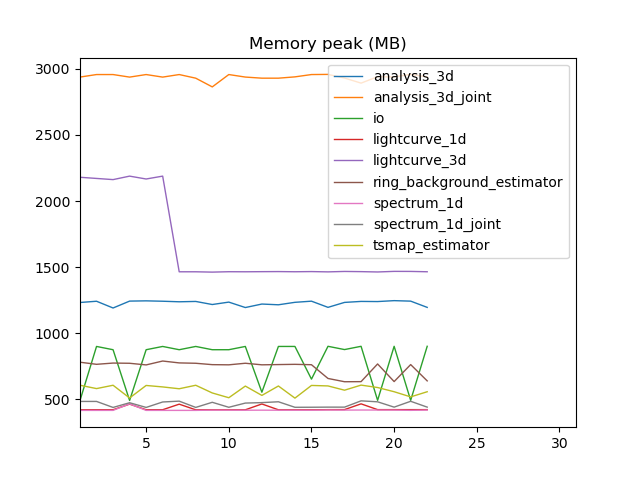 Memory peak (MB)
3000
2500
2000
1500
1000
500
analysis_3d
analysis_3d_joint
io
lightcurve_1d
lightcurve_3d
ring_background_estimator
spectrum_1d
spectrum_1d_joint
tsmap_estimator
5 10 15 20 25 30